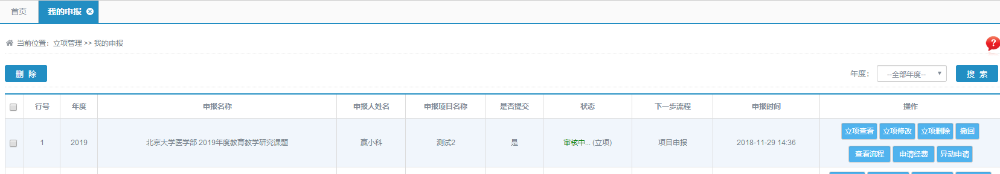 首页 我的申报
当前位置：立项管理 >> 我的申报
?
删 除 年度： --全部年度-- 搜 索
行号 年度 申报名称 申报人姓名 申报项目名称 是否提交 状态 下一步流程 申报时间 操作
立项查看 立项修改 立项删除 撤回
1 2019 北京大学医学部 2019年度教育教学研究课题 赢小科 测试2 是 审核中... (立项) 项目申报 2018-11-29 14:36
查看流程 申请经费 异动申请